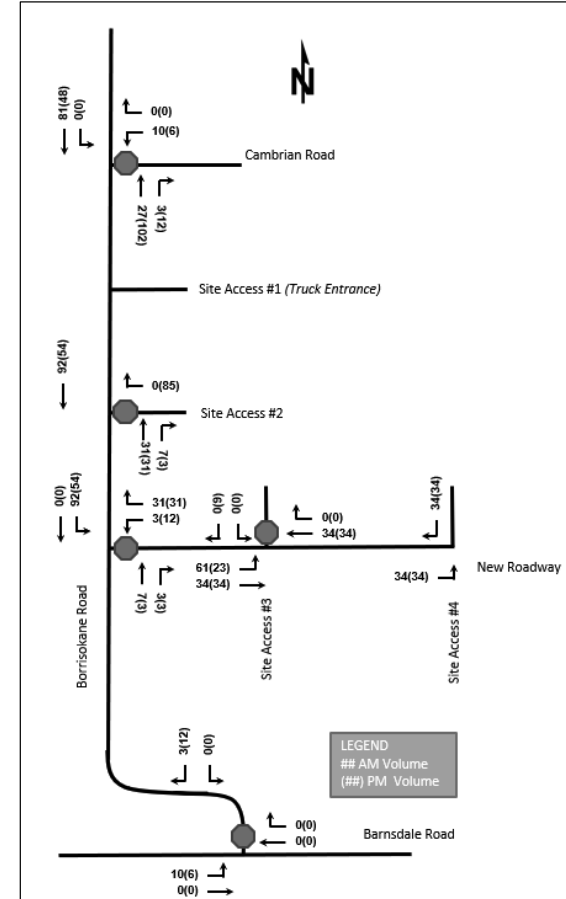 N
81(48)
0(0)
0(0)
10(6)
Cambrian Road
27(102)
3(12)
Site Access #1 (Truck Entrance)
92(54)
0(85)
Site Access #2
31(31)
7(3)
0(0)
92(54)
31(31)
3(12)
0(9)
0(0)
0(0)
34(34)
34(34)
7(3)
3(3)
61(23)
34(34)
34(34)
New Roadway
Borrisokane Road
Site Access #3
Site Access #4
3(12)
0(0)
LEGEND
## AM Volume
(##) PM Volume
0(0)
0(0)
Barnsdale Road
10(6)
0(0)